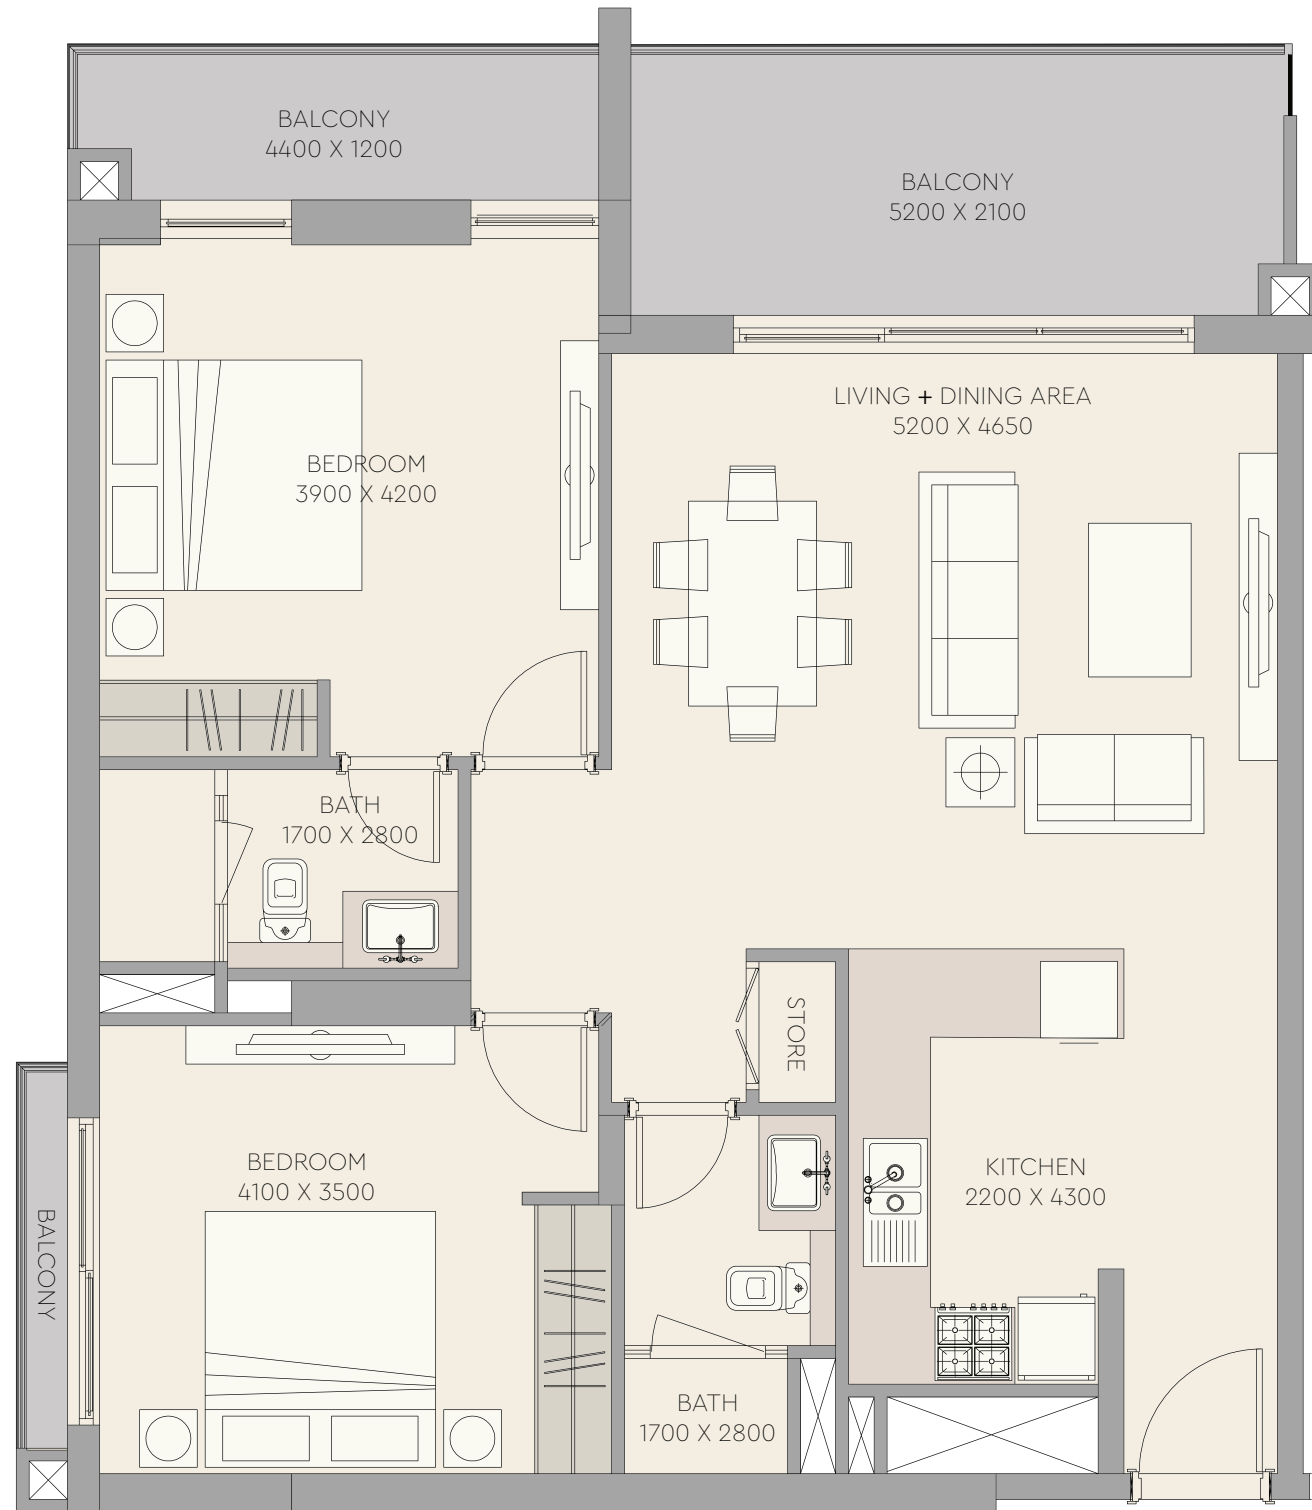 BALCONY
4400 X 1200
BALCONY
5200 X 2100
LIVING + DINING AREA
5200 X 4650
BEDROOM
3900 X 4200
BATH
1700 X 2800
STORE
BEDROOM
4100 X 3500
KITCHEN
2200 X 4300
BALCONY
BATH
1700 X 2800